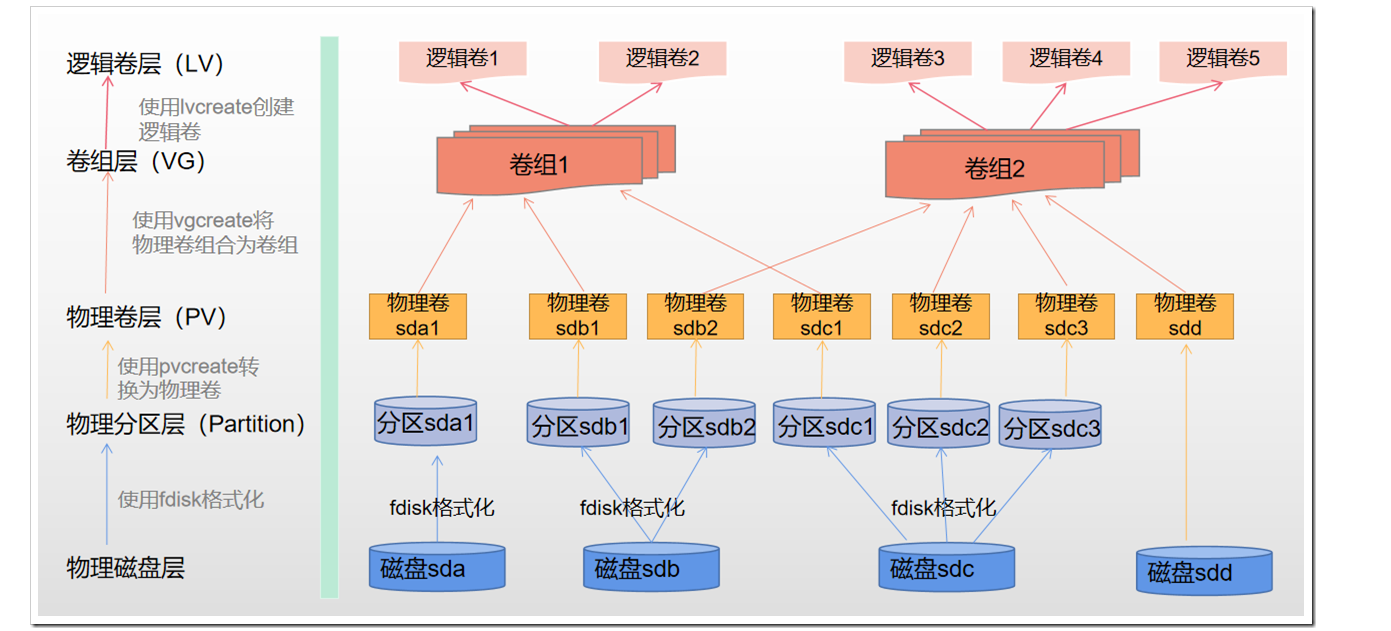 逻辑卷层（LV）
使用lvcreate创建
逻辑卷
卷组层（VG）
使用vgcreate将
物理卷组合为卷组
物理卷层（PV）
使用pvcreate转
换为物理卷
物理分区层（Partition）
使用fdisk格式化
物理磁盘层
逻辑卷1
逻辑卷2
逻辑卷3
逻辑卷4
逻辑卷5
卷组1
卷组2
物理卷
sda1
物理卷
sdb1
物理卷
sdb2
物理卷
sdc1
物理卷
sdc2
物理卷
sdc3
物理卷
sdd
分区sda1
分区sdb1
分区sdb2
分区sdc1
分区sdc2
分区sdc3
fdisk格式化
fdisk格式化
fdisk格式化
磁盘sda
磁盘sdb
磁盘sdc
磁盘sdd